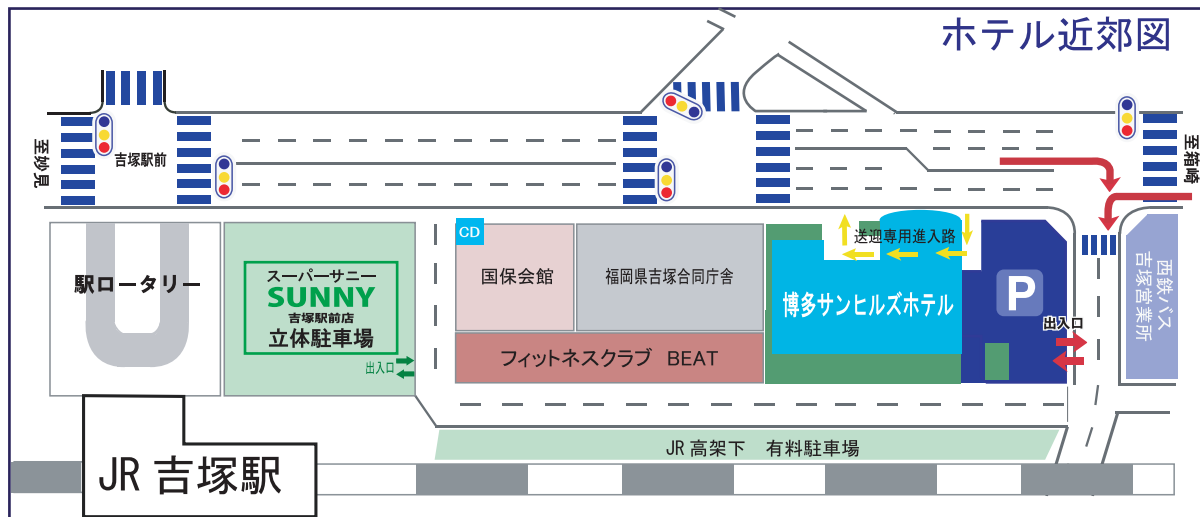 ホテル近郊図
至妙見
吉塚駅前
至箱崎
駅ロータリー
スーパーサニー
SUNNY
吉塚駅前店
立体駐車場
出入口
CD
国保会館
福岡県吉塚合同庁舎
フィットネスクラブ BEAT
送迎専用進入路
博多サンヒルズホテル
P
出入口
西鉄バス
吉塚営業所
JR 高架下 有料駐車場
JR 吉塚駅